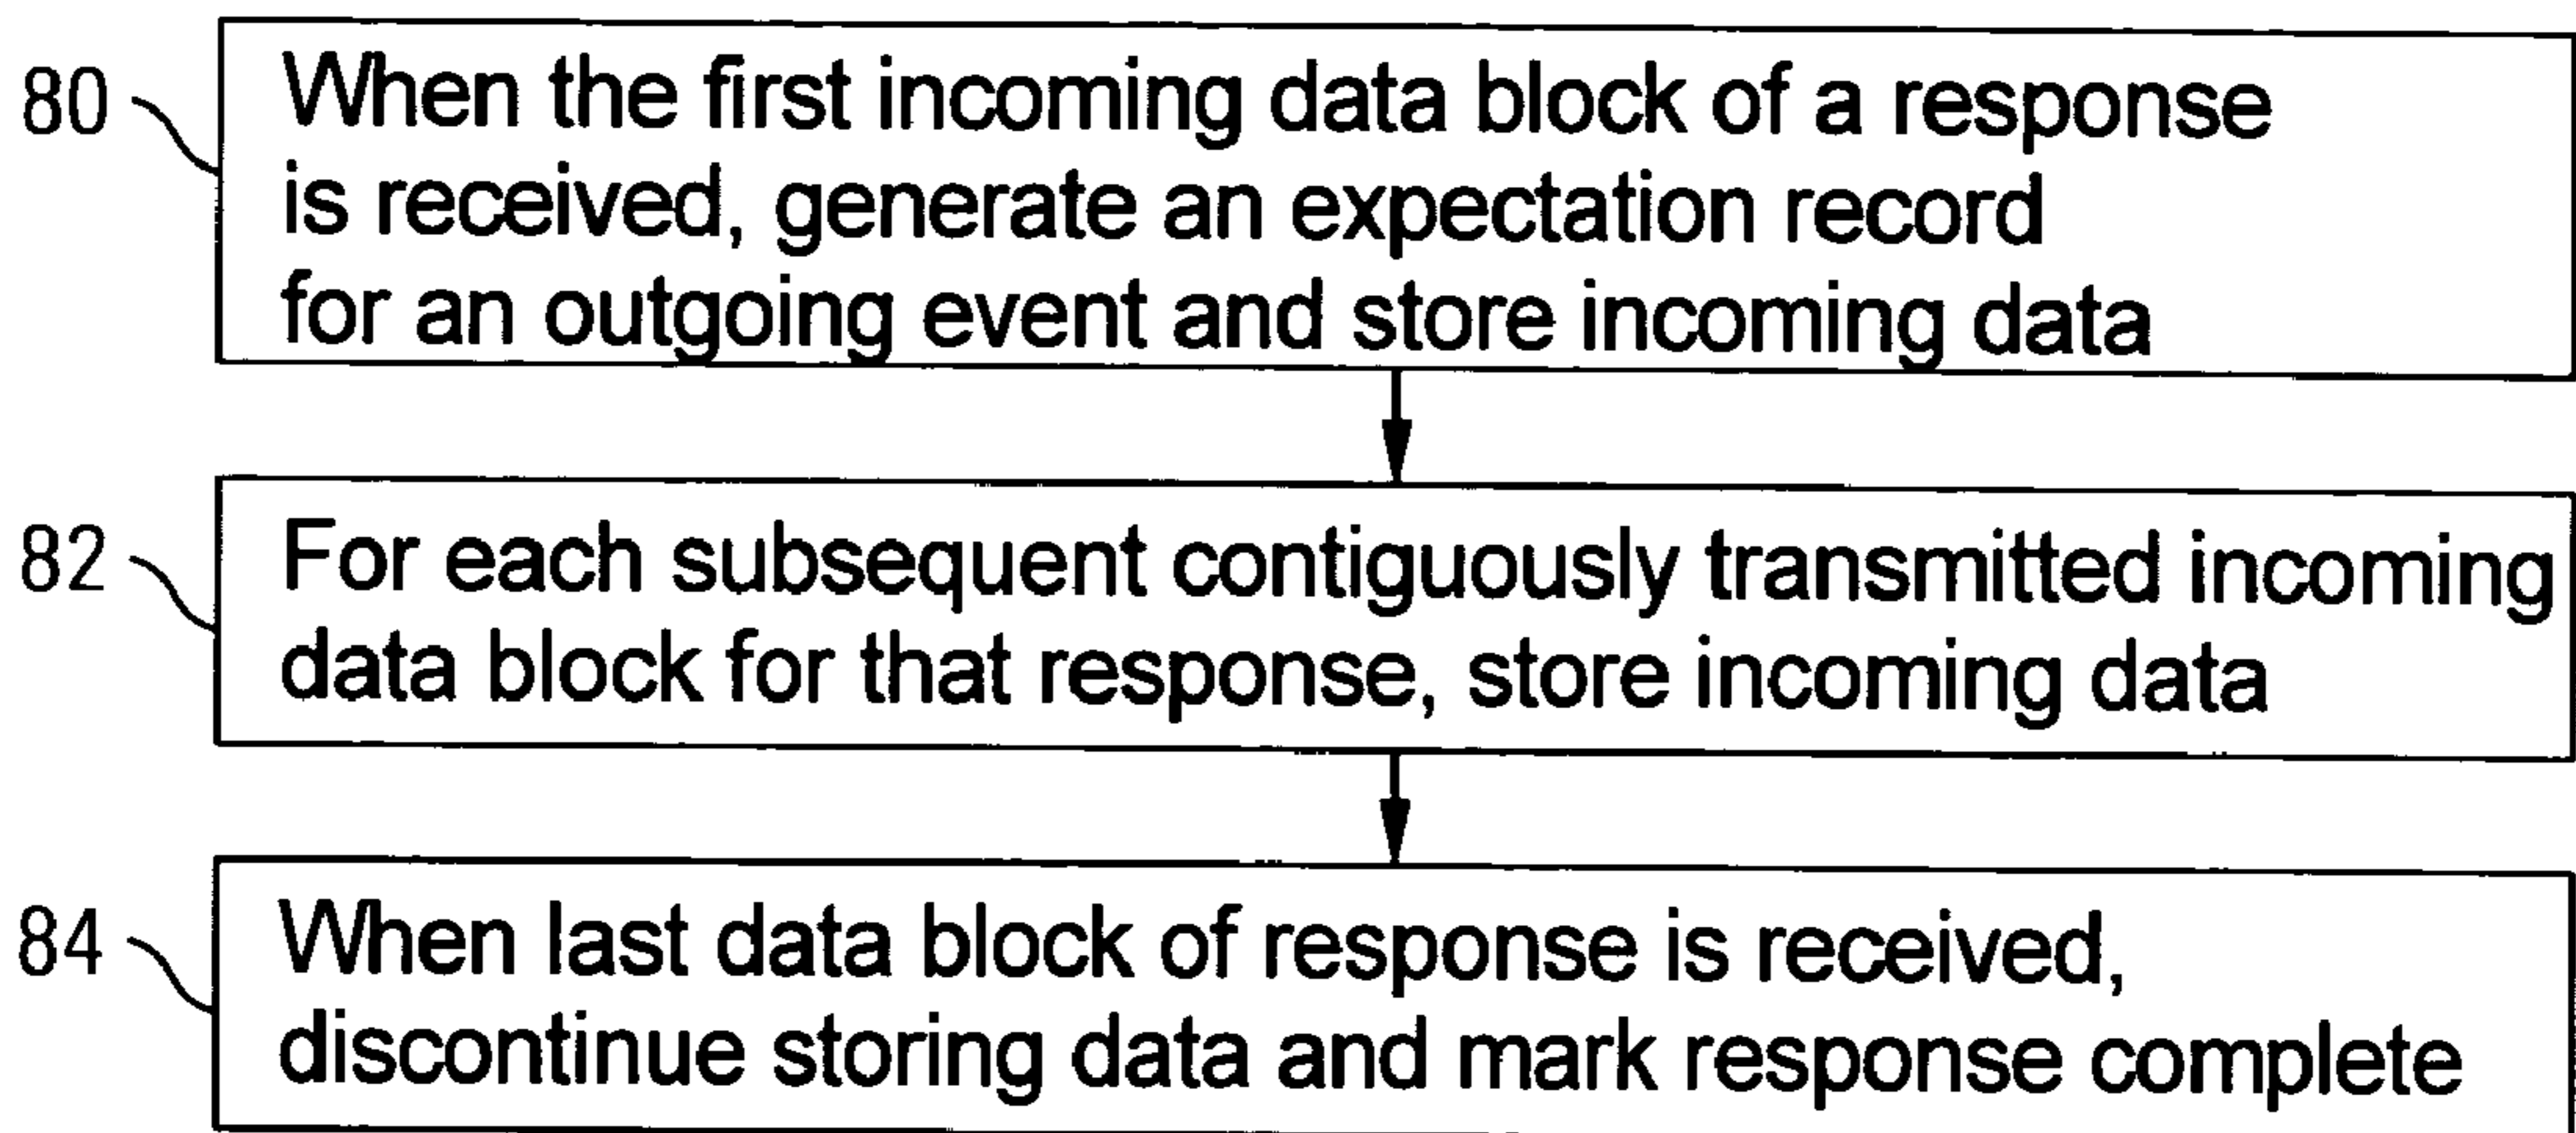 80
When the first incoming data block of a response
is received, generate an expectation record
for an outgoing event and store incoming data
82
For each subsequent contiguously transmitted incoming
data block for that response, store incoming data
84
When last data block of response is received,
discontinue storing data and mark response complete